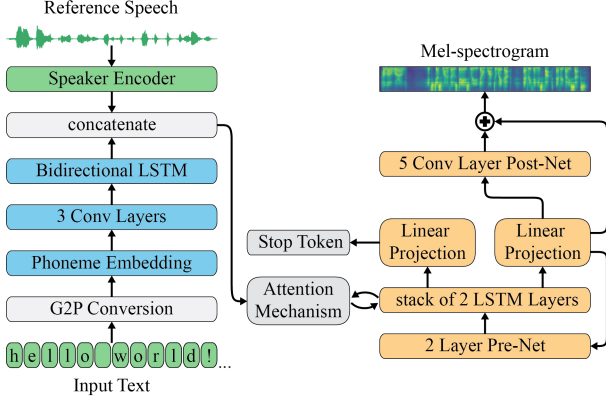 Reference Speech
Speaker Encoder
concatenate
Bidirectional LSTM
3 Conv Layers
Phoneme Embedding
G2P Conversion
hello world!...
Input Text
Mel-spectrogram
5 Conv Layer Post-Net
Stop Token
Linear
Projection
Linear
Projection
Attention
Mechanism
stack of 2 LSTM Layers
2 Layer Pre-Net